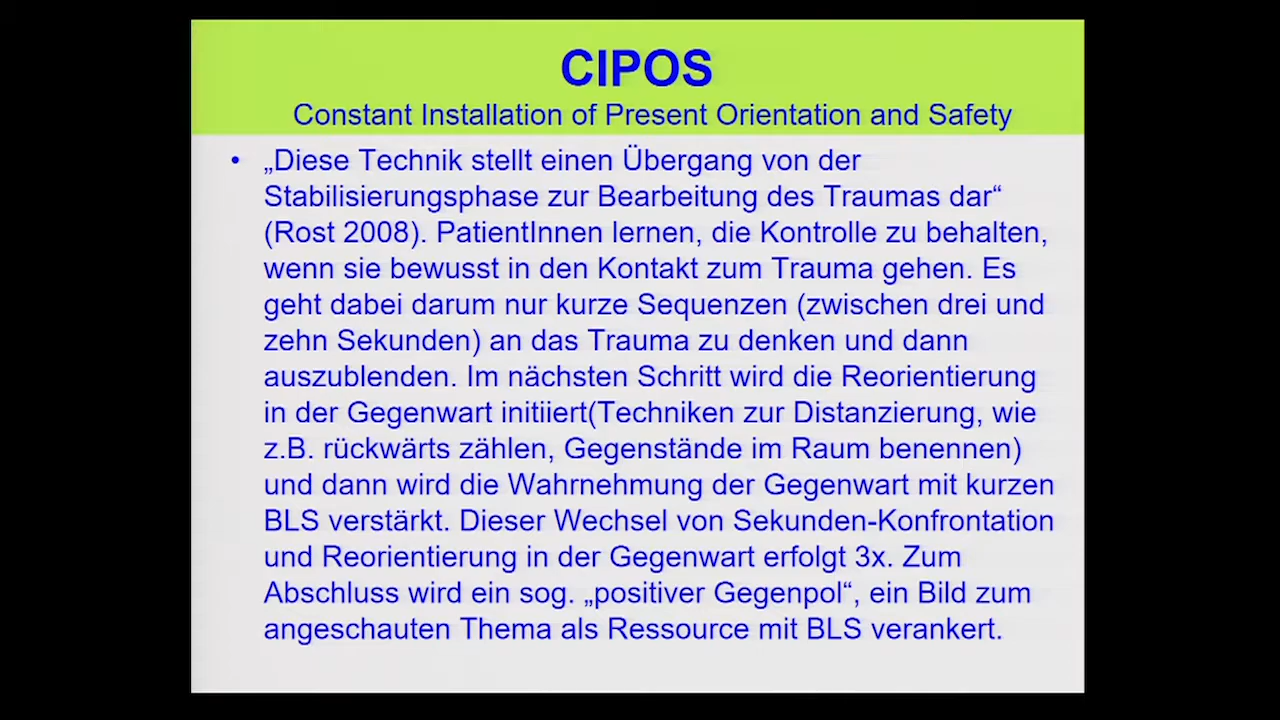 CIPOS
Constant Installation of Present Orientation and Safety
• „Diese Technik stellt einen Übergang von der
Stabilisierungsphase zur Bearbeitung des Traumas dar“
(Rost 2008). PatientInnen lernen, die Kontrolle zu behalten,
wenn sie bewusst in den Kontakt zum Trauma gehen. Es
geht dabei darum nur kurze Sequenzen (zwischen drei und
zehn Sekunden) an das Trauma zu denken und dann
auszublenden. Im nächsten Schritt wird die Reorientierung
in der Gegenwart initiiert(Techniken zur Distanzierung, wie
z.B. rückwärts zählen, Gegenstände im Raum benennen)
und dann wird die Wahrnehmung der Gegenwart mit kurzen
BLS verstärkt. Dieser Wechsel von Sekunden-Konfrontation
und Reorientierung in der Gegenwart erfolgt 3x. Zum
Abschluss wird ein sog. „positiver Gegenpol“, ein Bild zum
angeschauten Thema als Ressource mit BLS verankert.